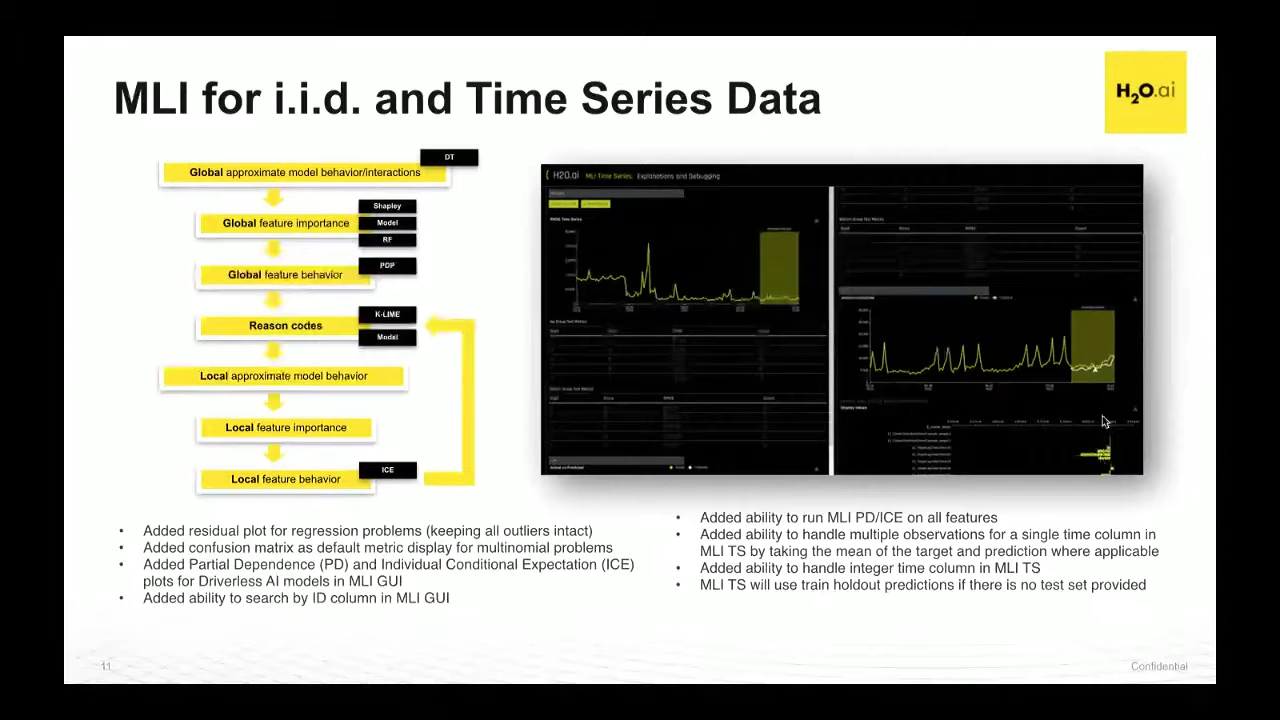 MLI for i.i.d. and Time Series Data
H2O.ai
DT
Global approximate model behavior/interactions
Shapley
Global feature importance
Model
RF
PDP
Global feature behavior
K-LIME
Reason codes
Model
Local approximate model behavior
Local feature importance
ICE
Local feature behavior
H2O.ai MLI Time Series: Explanations and Debugging
• Added residual plot for regression problems (keeping all outliers intact)
• Added confusion matrix as default metric display for multinomial problems
• Added Partial Dependence (PD) and Individual Conditional Expectation (ICE)
plots for Driverless AI models in MLI GUI
• Added ability to search by ID column in MLI GUI
• Added ability to run MLI PD/ICE on all features
• Added ability to handle multiple observations for a single time column in
MLI TS by taking the mean of the target and prediction where applicable
• Added ability to handle integer time column in MLI TS
• MLI TS will use train holdout predictions if there is no test set provided
11
Confidential